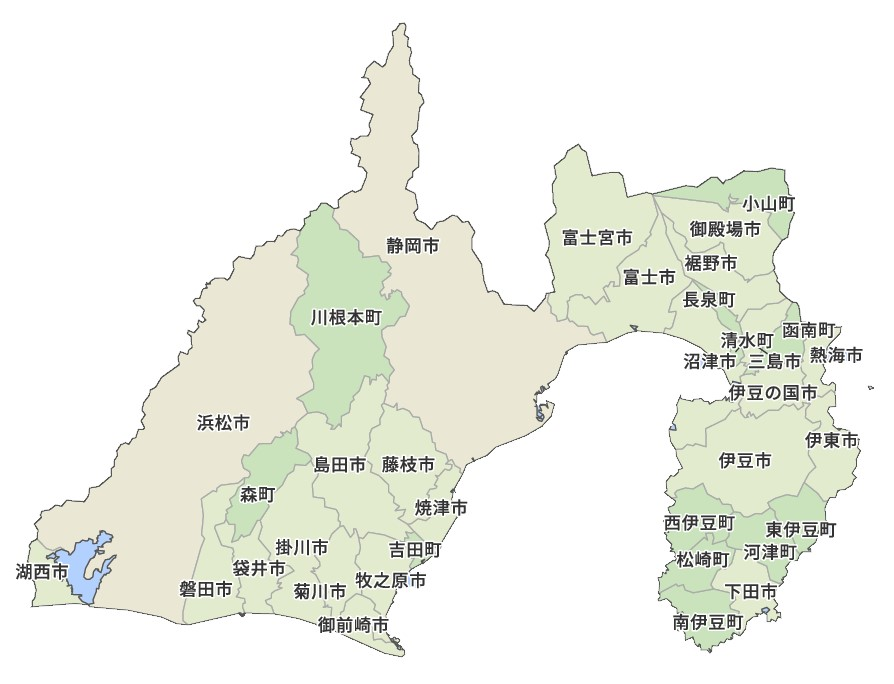 小山町
御殿場市
富士宮市
静岡市
裾野市
富士市
長泉町
川根本町
函南町
清水町
熱海市
沼津市
三島市
伊豆の国市
浜松市
伊東市
伊豆市
島田市
藤枝市
森町
焼津市
西伊豆町
東伊豆町
掛川市
吉田町
河津町
松崎町
袋井市
湖西市
牧之原市
磐田市
菊川市
下田市
南伊豆町
御前崎市